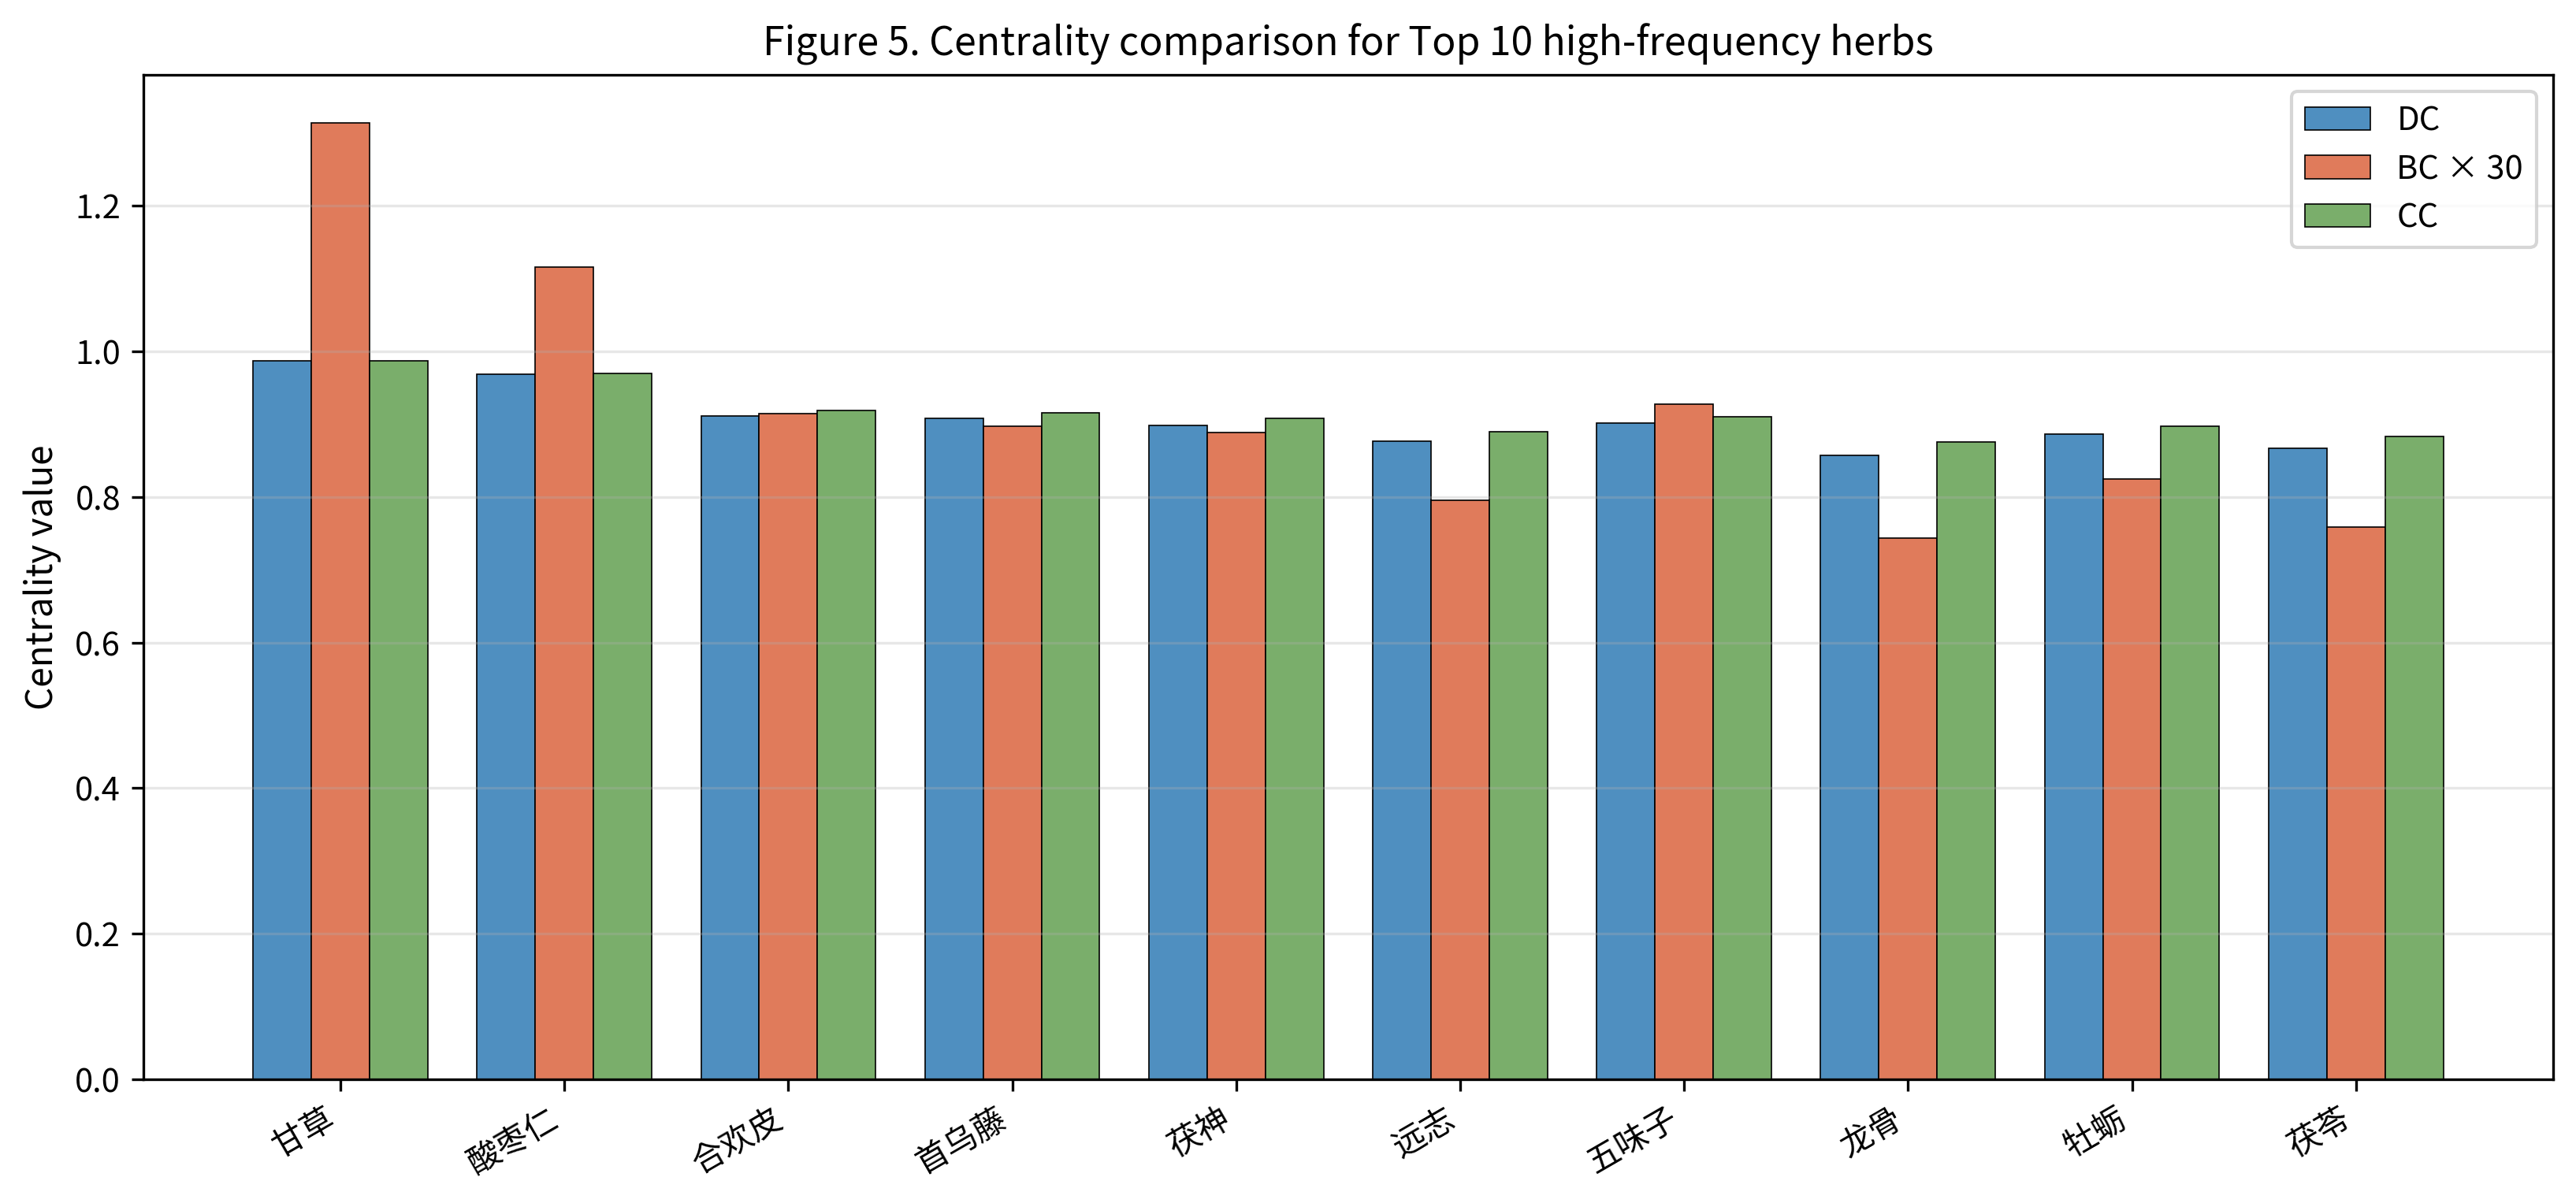 Figure 5. Centrality comparison for Top 10 high-frequency herbs
DC
BC × 30
CC
Centrality value
1.2
1.0
0.8
0.6
0.4
0.2
0.0
甘草
酸枣仁
合欢皮
首乌藤
茯神
远志
五味子
龙骨
牡蛎
茯苓